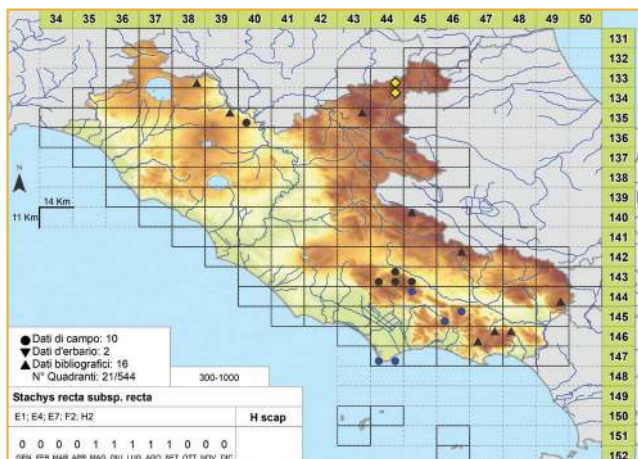 34 35 36 37 38 39 40 42 43 44 45 46 47 48 49 50
131
132
133
134
135
136
137
138
139
140
141
142
143
144
145
146
147
148
149
150
151
152
N
14 Km
11 Km
Dati di campo: 10
Dati d'erbario: 2
Dati bibliografici: 16
N° Quadranti: 21/544
300-1000
Stachys recta subsp. recta
E1; E4; E7; F2; H2
H scap
0 0 0 0 1 1 1 1 1 0 0 0
GEN FEB MAR APR MAG GIU LUG AGO SET OTT NOV DIC